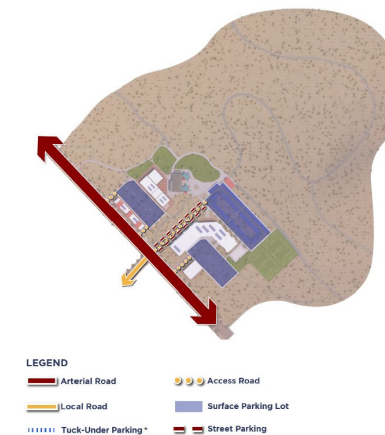 LEGEND
Arterial Road
Access Road
Local Road
Surface Parking Lot
Tuck-Under Parking *
Street Parking